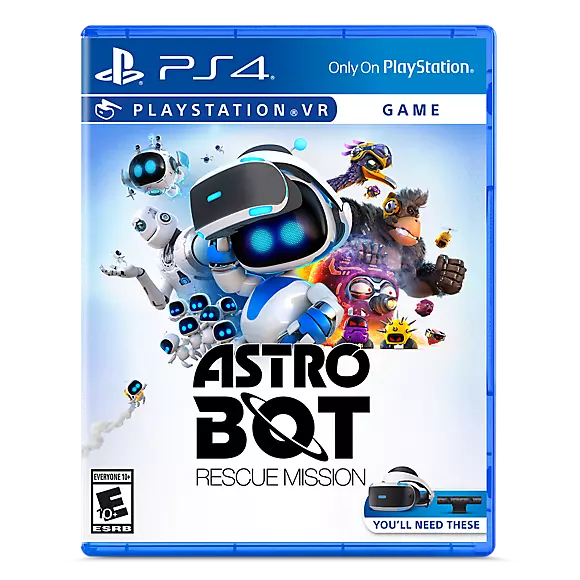 PS4
Only On PlayStation®
PLAYSTATION®VR
GAME
ASTRO
BOT
RESCUE MISSION
EVERYONE 10+
E
10+
ESRB
YOU'LL NEED THESE